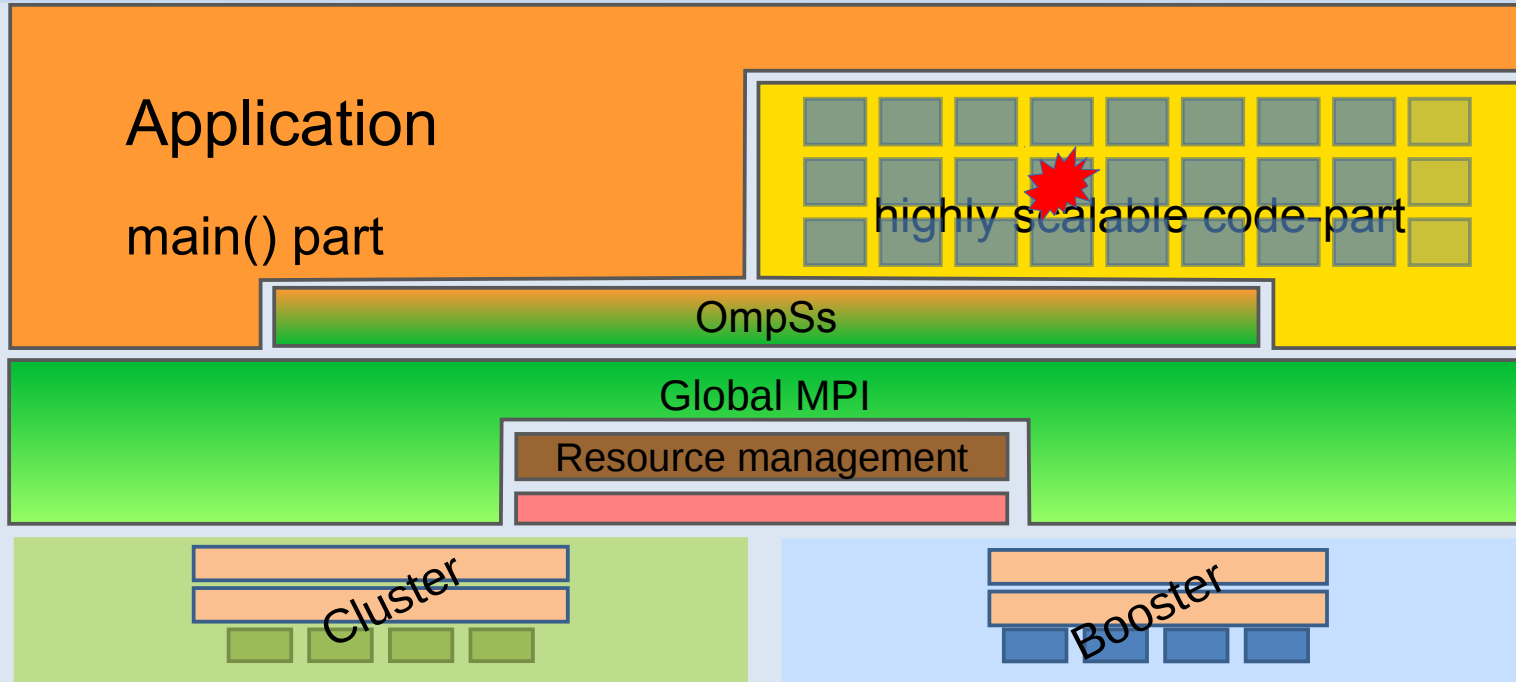 Application
main() part
highly scalable code-part
OmpSs
Global MPI
Resource management
Cluster
Booster